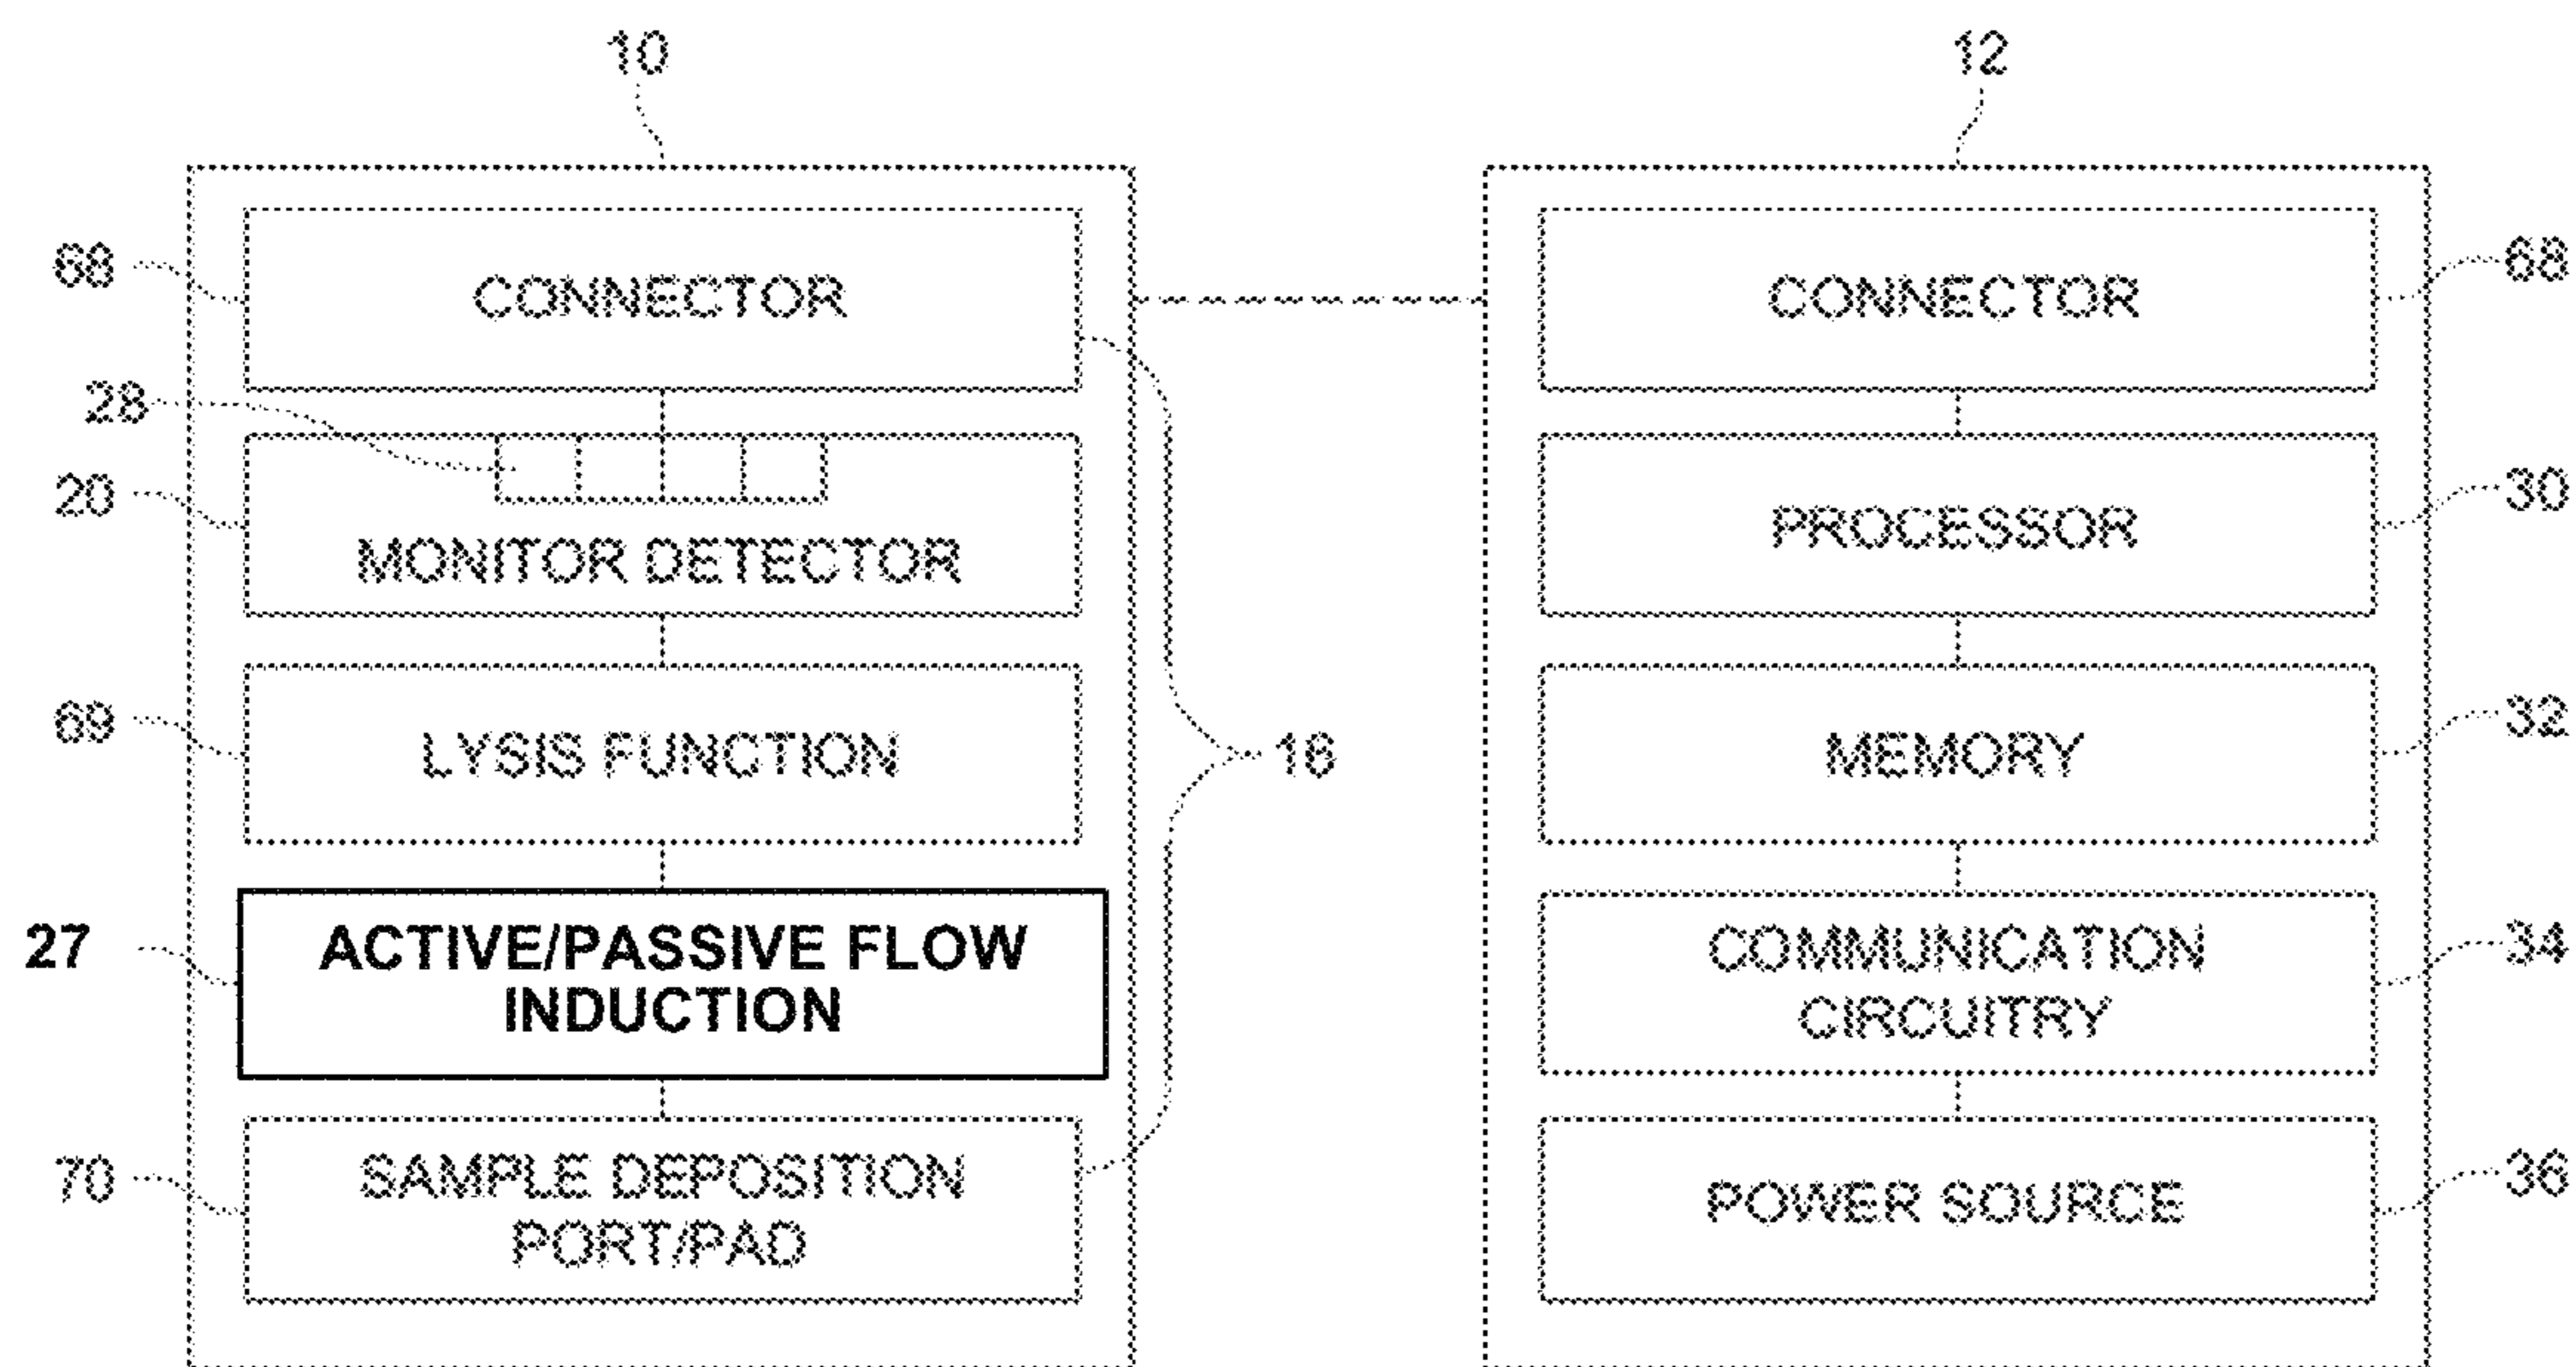 10
12
68
CONNECTOR
CONNECTOR
68
28
20
MONITOR DETECTOR
PROCESSOR
30
69
LYSIS FUNCTION
16
MEMORY
32
27
ACTIVE/PASSIVE FLOW
INDUCTION
COMMUNICATION
CIRCUITRY
34
70
SAMPLE DEPOSITION
PORT/PAD
POWER SOURCE
36